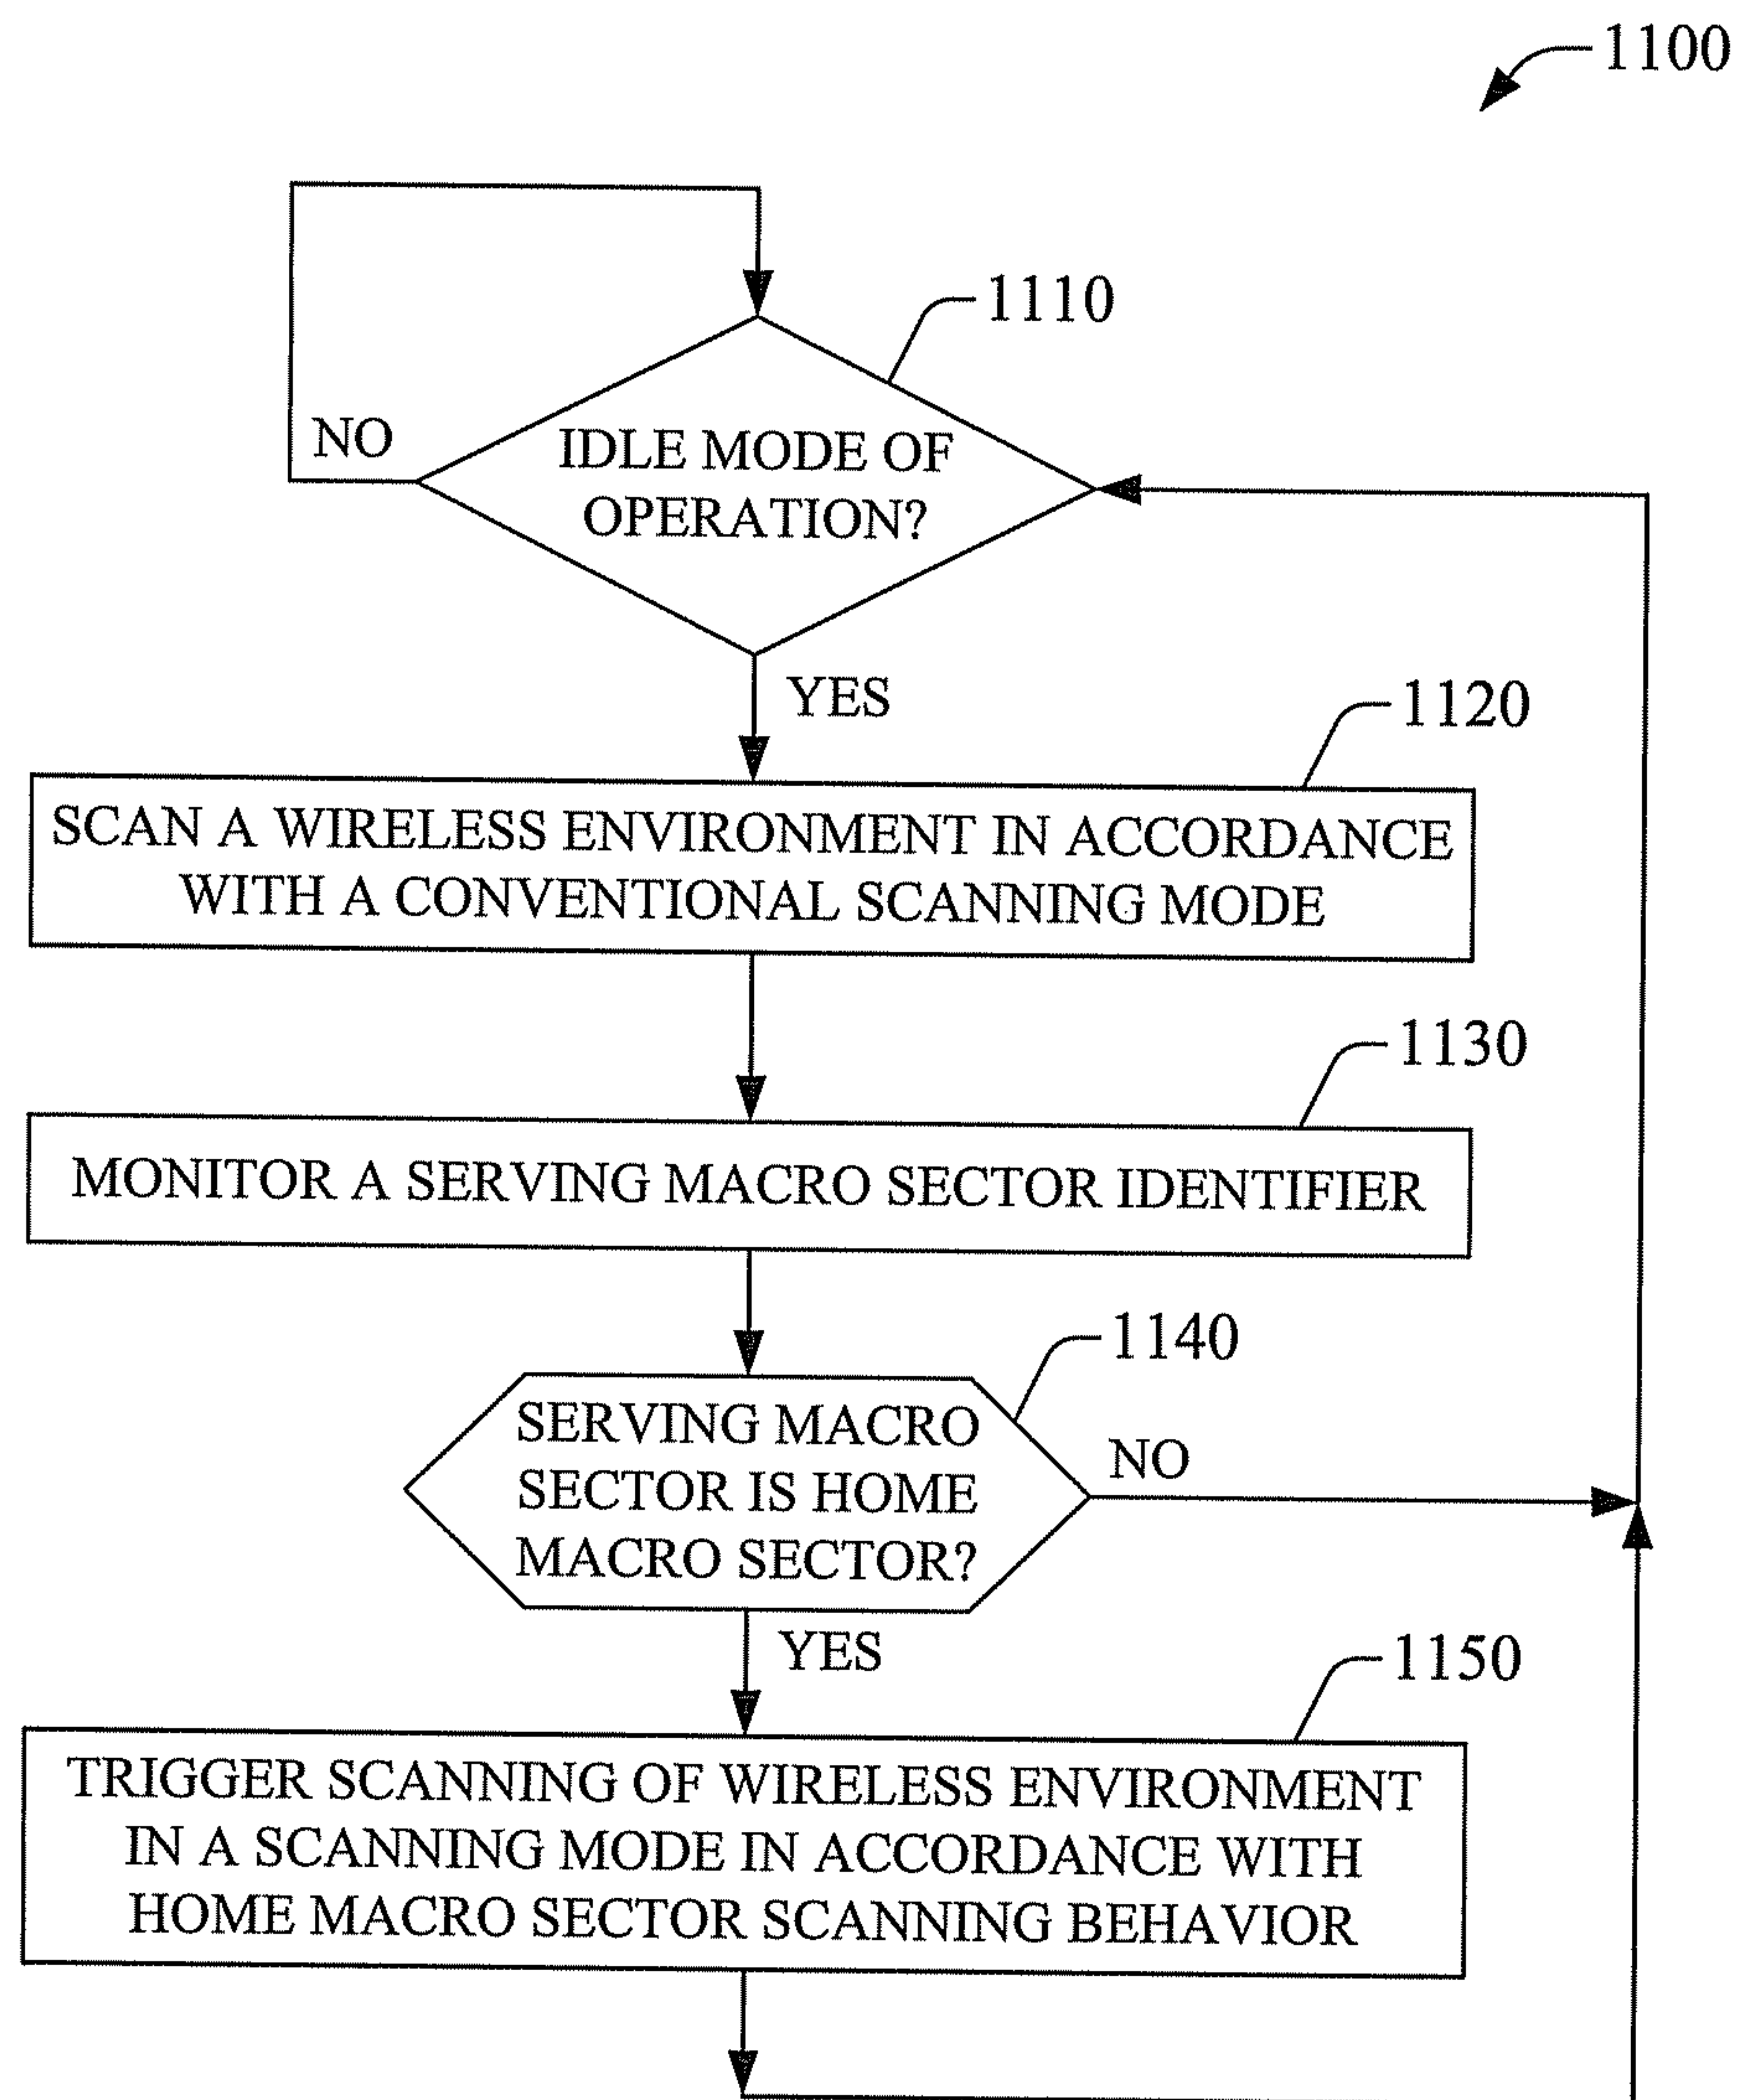 1100
1110
NO
IDLE MODE OF
OPERATION?
YES
1120
SCAN A WIRELESS ENVIRONMENT IN ACCORDANCE
WITH A CONVENTIONAL SCANNING MODE
1130
MONITOR A SERVING MACRO SECTOR IDENTIFIER
1140
SERVING MACRO
SECTOR IS HOME
MACRO SECTOR?
NO
YES
1150
TRIGGER SCANNING OF WIRELESS ENVIRONMENT
IN A SCANNING MODE IN ACCORDANCE WITH
HOME MACRO SECTOR SCANNING BEHAVIOR